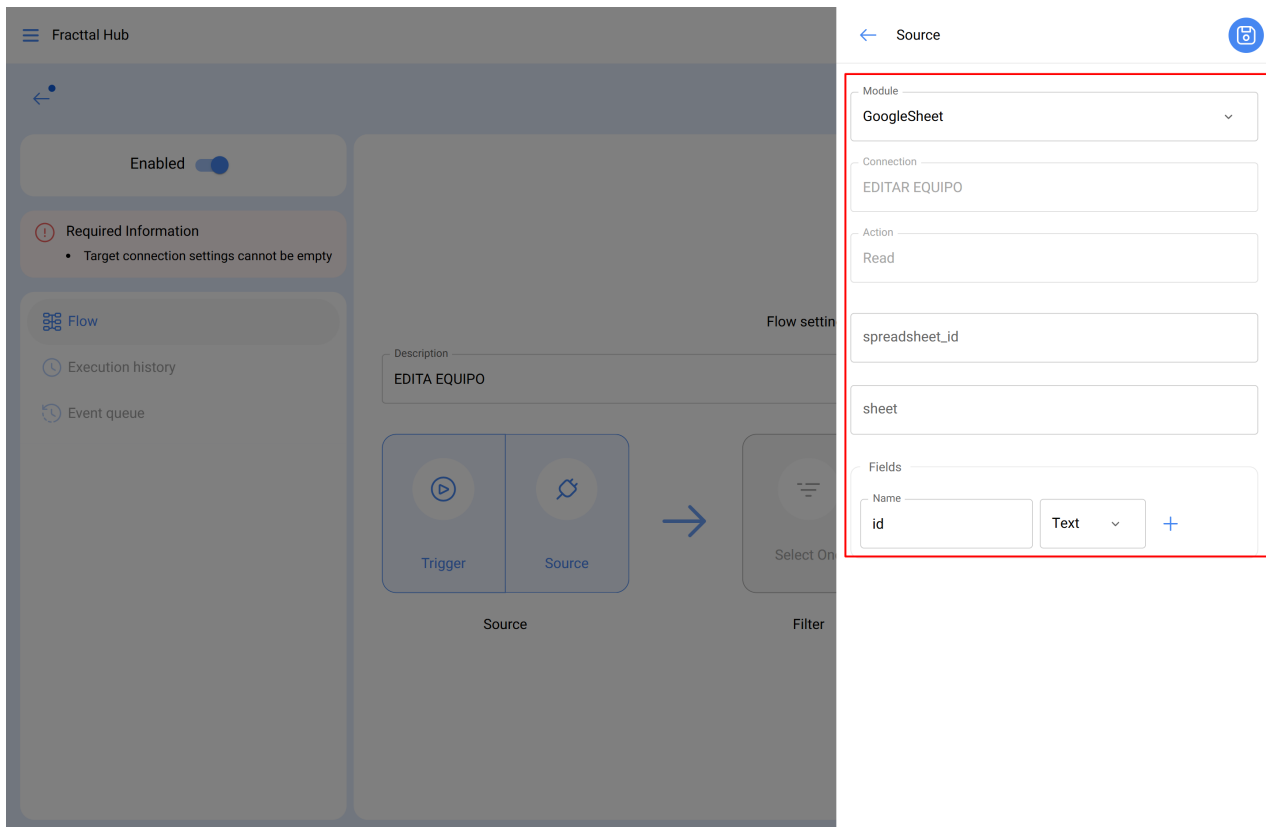 Fracttal Hub
Enabled
Required Information
Target connection settings cannot be empty
Flow
Execution history
Event queue
Flow settin
Description
EDITA EQUIPO
Trigger
Source
Select On
Source
Filter
Source
Module
GoogleSheet
Connection
EDITAR EQUIPO
Action
Read
spreadsheet_id
sheet
Fields
Name
id
Text